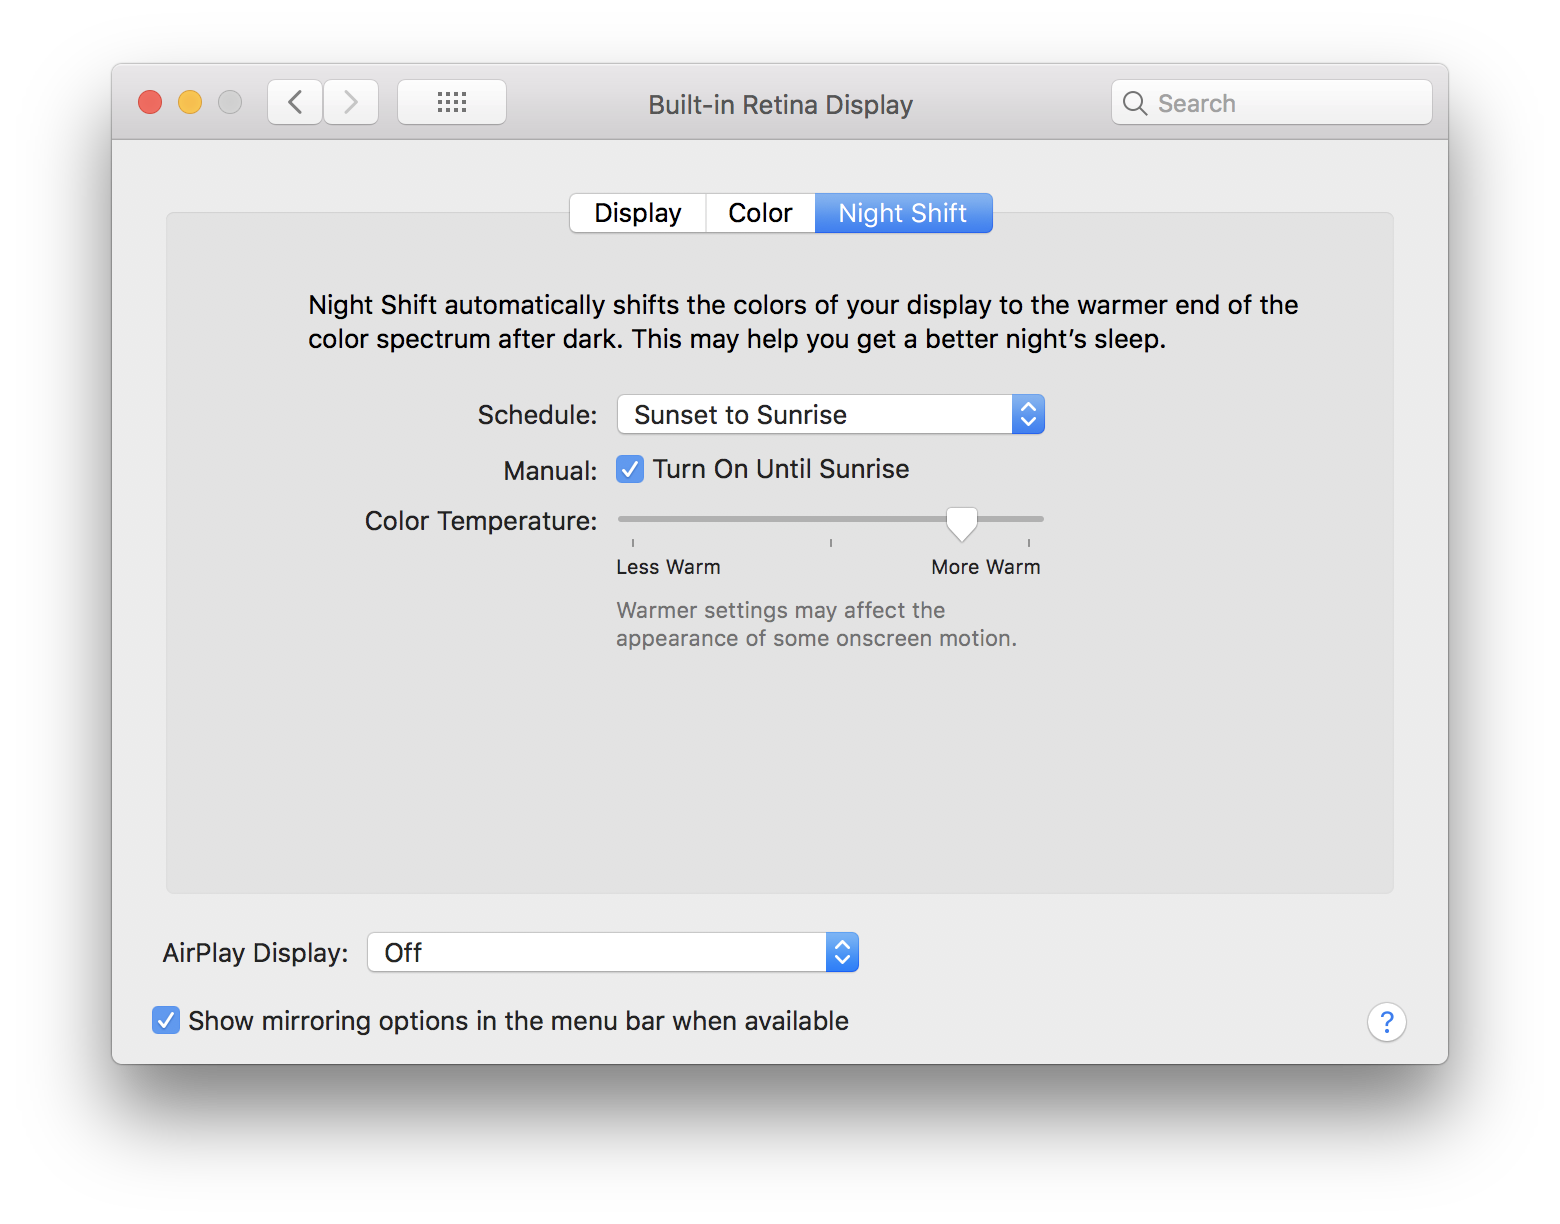 Built-in Retina Display
Search
Display Color Night Shift
Night Shift automatically shifts the colors of your display to the warmer end of the
color spectrum after dark. This may help you get a better night’s sleep.
Schedule: Sunset to Sunrise
Manual: Turn On Until Sunrise
Color Temperature:
Less Warm More Warm
Warmer settings may affect the
appearance of some onscreen motion.
AirPlay Display: Off
Show mirroring options in the menu bar when available
?